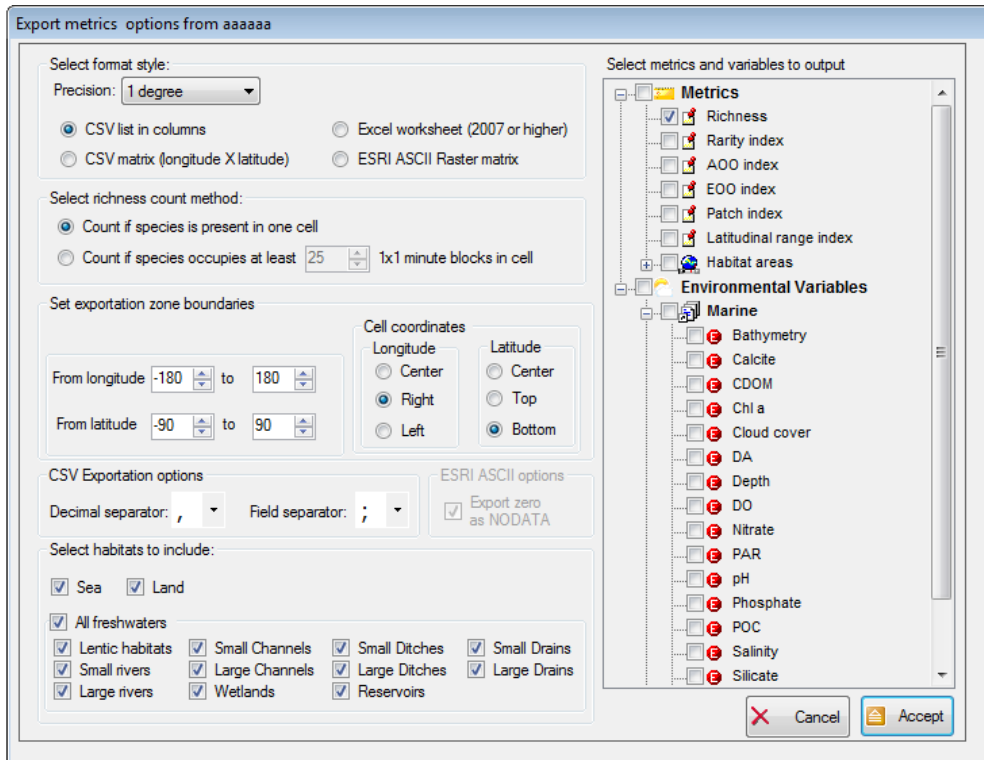 Export metrics  options from aaaaaa
Select format style:
Precision: 1 degree
CSV list in columns
Excel worksheet (2007 or higher)
CSV matrix (longitude X latitude)
ESRI ASCII Raster matrix
Select richness count method:
Count if species is present in one cell
Count if species occupies at least 25 1x1 minute blocks in cell
Set exportation zone boundaries
From longitude -180 to 180
From latitude -90 to 90
Cell coordinates
Longitude
Center
Right
Left
Latitude
Center
Top
Bottom
CSV Exportation options
Decimal separator: , Field separator: ;
ESRI ASCII options
Export zero
as NODATA
Select habitats to include:
Sea Land
All freshwaters
Lentic habitats Small Channels Small Ditches Small Drains
Small rivers Large Channels Large Ditches Large Drains
Large rivers Wetlands Reservoirs
Select metrics and variables to output
Metrics
Richness
Rarity index
AOO index
EOO index
Patch index
Latitudinal range index
Habitat areas
Environmental Variables
Marine
E Bathymetry
E Calcite
E CDOM
E Chl a
E Cloud cover
E DA
E Depth
E DO
E Nitrate
E PAR
E pH
E Phosphate
E POC
E Salinity
E Silicate
Cancel Accept